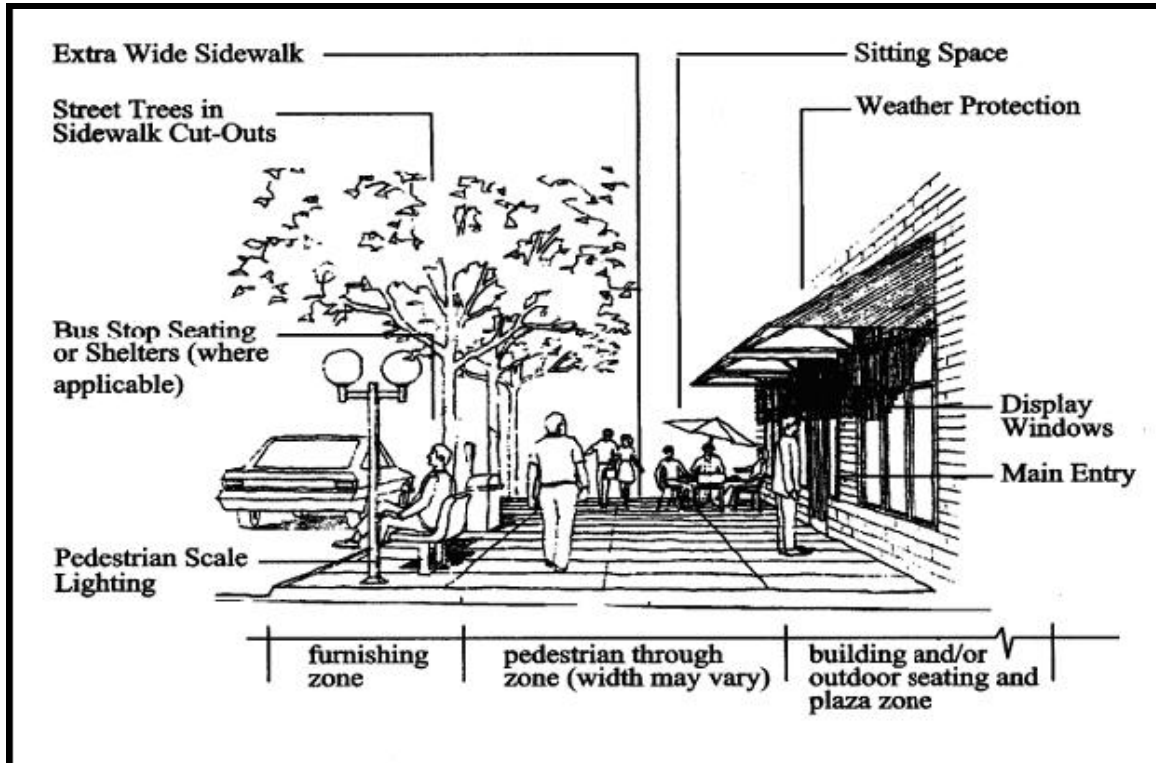 Extra Wide Sidewalk
Street Trees in
Sidewalk Cut-Outs
Bus Stop Seating
or Shelters (where
applicable)
Pedestrian Scale
Lighting
Sitting Space
Weather Protection
Display
Windows
Main Entry
furnishing
zone
pedestrian through
zone (width may vary)
building and/or
outdoor seating and
plaza zone